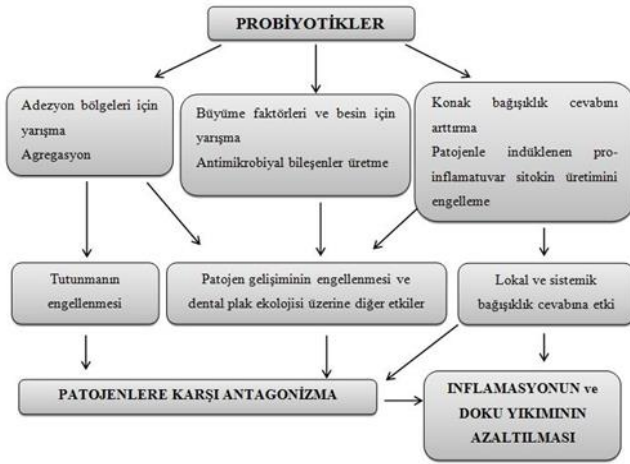 PROBİYOTİKLER
Adezyon bölgeleri için
yarışma
Agregasyon
Büyüme faktörleri ve besin için
yarışma
Antimikrobiyal bileşenler üretme
Konak bağışıklık cevabını
arttırma
Patojenle indüklenen pro-
inflamatuvar sitokin üretimini
engelleme
Tutunmanın
engellenmesi
Patojen gelişiminin engellenmesi ve
dental plak ekolojisi üzerine diğer etkiler
Lokal ve sistemik
bağışıklık cevabına etki
PATOJENLERE KARŞI ANTAGONİZMA
INFLAMASYONUN ve
DOKU YIKIMININ
AZALTILMASI